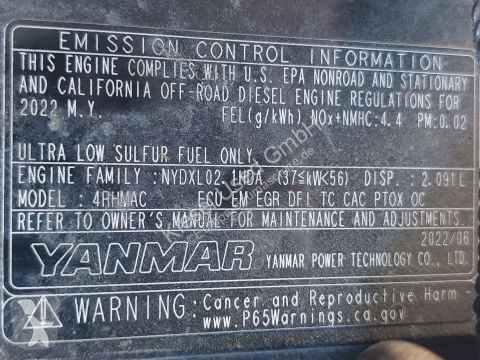 EMISSION CONTROL INFORMATION
THIS ENGINE COMPLIES WITH U.S. EPA NONROAD AND STATIONARY
AND CALIFORNIA OFF-ROAD DIESEL ENGINE REGULATIONS FOR
2022 M.Y. FEL(g/kWh) NOx+NMHC:4.4 PM:0.02
ULTRA LOW SULFUR FUEL ONLY
ENGINE FAMILY :NYDXL02.1HDA (37≦kW<56) DISP.:2.091L
MODEL : 4RHMAC ECU EM EGR DFI TC CAC PTOX OC
REFER TO OWNER'S MANUAL FOR MAINTENANCE AND ADJUSTMENTS.
2022/06
YANMAR YANMAR POWER TECHNOLOGY CO., LTD.
WARNING: Cancer and Reproductive Harm
www.P65Warnings.ca.gov